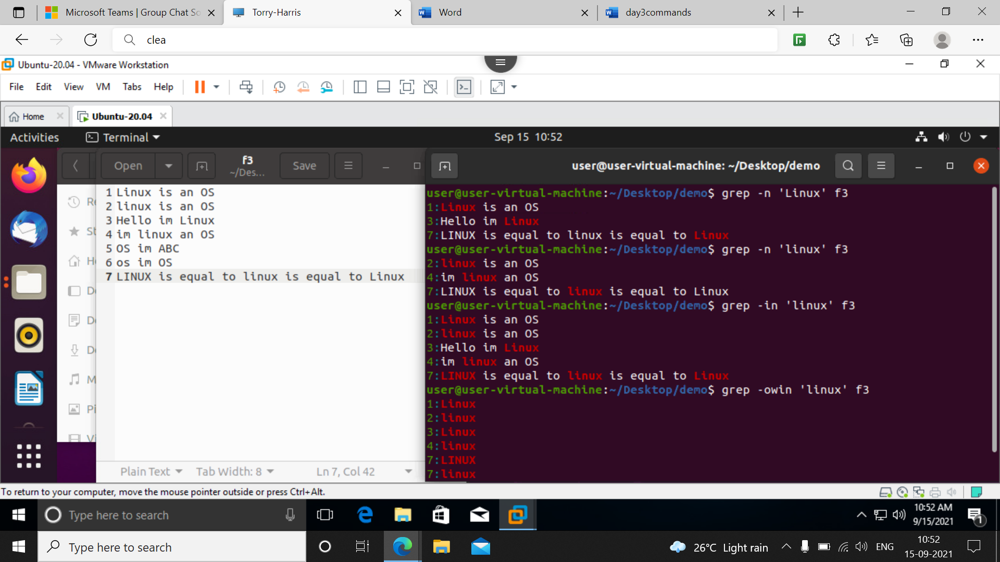 Microsoft Teams | Group Chat So
Torry-Harris
Word
day3commands
clea
Ubuntu-20.04 - VMware Workstation
File Edit View VM Tabs Help
Home
Ubuntu-20.04
Activities
Terminal
Sep 15 10:52
Open
f3
~/Des...
Save
user@user-virtual-machine: ~/Desktop/demo
Re
St
Ho
De
Do
Do
M
Pi
Vi
1 Linux is an OS
2 linux is an OS
3 Hello im Linux
4 im linux an OS
5 OS im ABC
6 os im OS
7 LINUX is equal to linux is equal to Linux
Plain Text
Tab Width: 8
Ln 7, Col 42
user@user-virtual-machine:~/Desktop/demo$ grep -n 'Linux' f3
1:Linux is an OS
3:Hello im Linux
7:LINUX is equal to linux is equal to Linux
user@user-virtual-machine:~/Desktop/demo$ grep -n 'linux' f3
2:linux is an OS
4:im linux an OS
7:LINUX is equal to linux is equal to Linux
user@user-virtual-machine:~/Desktop/demo$ grep -in 'linux' f3
1:Linux is an OS
2:linux is an OS
3:Hello im Linux
4:im linux an OS
7:LINUX is equal to linux is equal to Linux
user@user-virtual-machine:~/Desktop/demo$ grep -owin 'linux' f3
1:Linux
2:linux
3:Linux
4:linux
7:LINUX
7:linux
To return to your computer, move the mouse pointer outside or press Ctrl+Alt.
Type here to search
10:52 AM
9/15/2021
1
Type here to search
26°C Light rain
ENG
10:52
15-09-2021